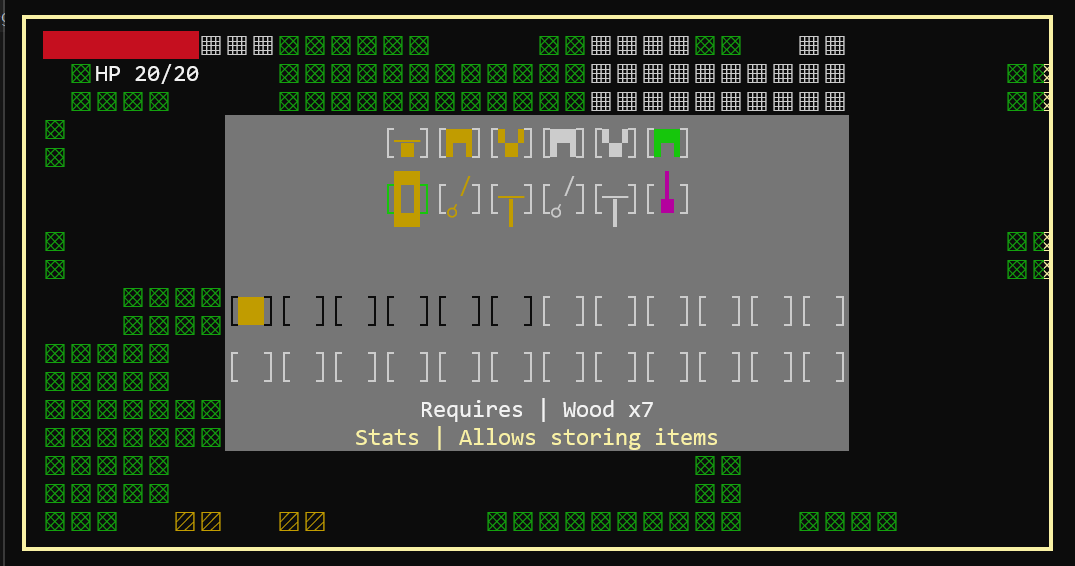 HP 20/20
Requires | Wood x7
Stats | Allows storing items